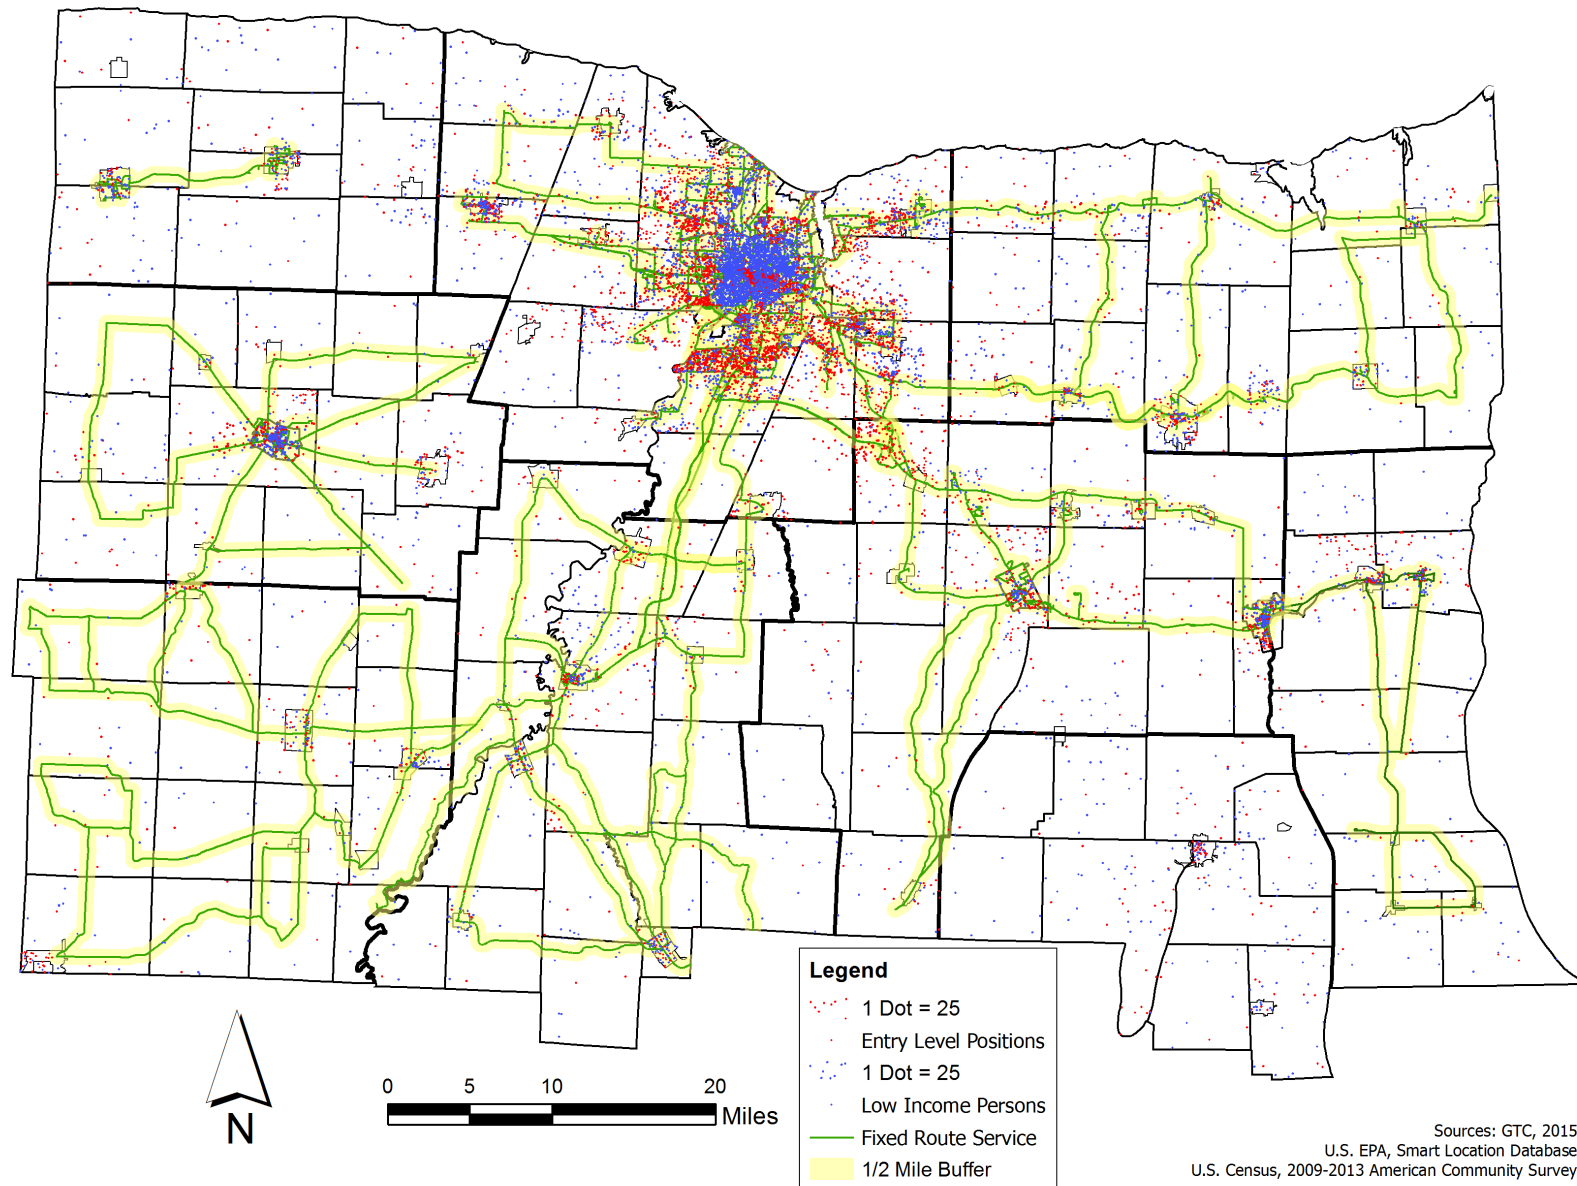 Legend
1 Dot = 25
Entry Level Positions
1 Dot = 25
Low Income Persons
Fixed Route Service
1/2 Mile Buffer
0 5 10 20
Miles
N
Sources: GTC, 2015
U.S. EPA, Smart Location Database
U.S. Census, 2009-2013 American Community Survey